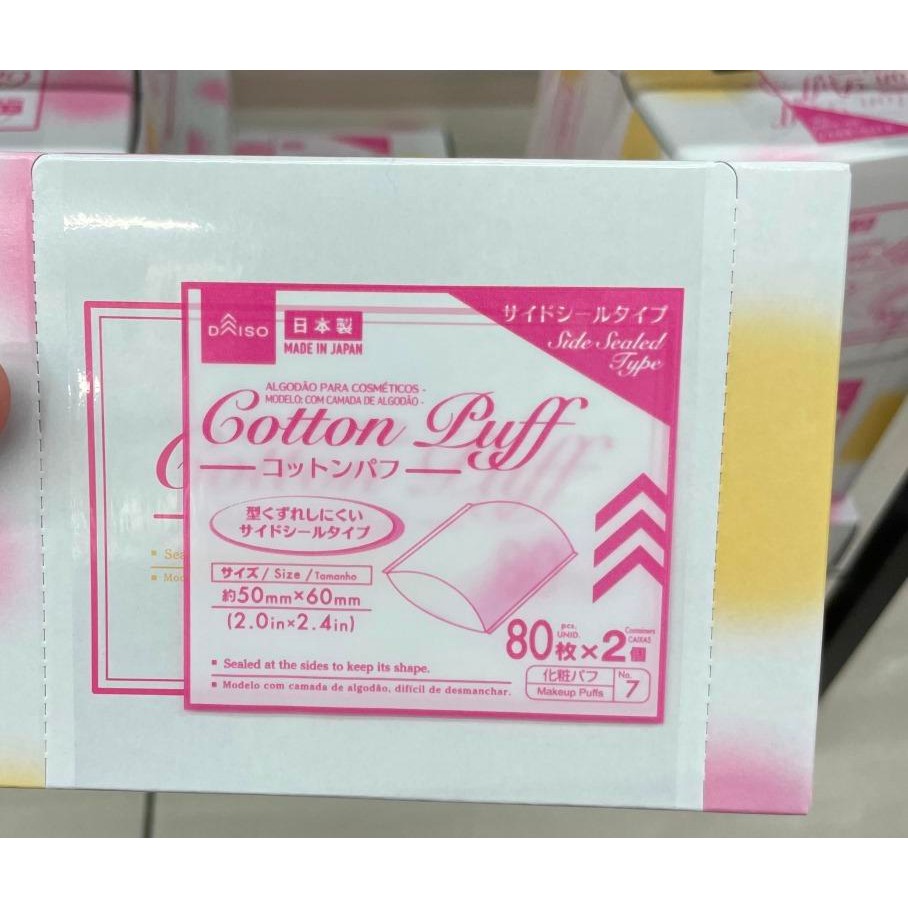 DAISO
日本製
MADE IN JAPAN
サイドシールタイプ
Side Sealed
Type
ALGODÃO PARA COSMÉTICOS -
MODELO: COM CAMADA DE ALGODÃO -
Cotton Puff
コットンパフ
型くずれしにくい
サイドシールタイプ
サイズ / Size / Tamanho
約50mm×60mm
(2.0in×2.4in)
80枚×2個
pcs.
UNID.
Containers
CAIXAS
▪ Sealed at the sides to keep its shape.
▪ Modelo com camada de algodão, difícil de desmanchar.
化粧パフ
Makeup Puffs
No.
7